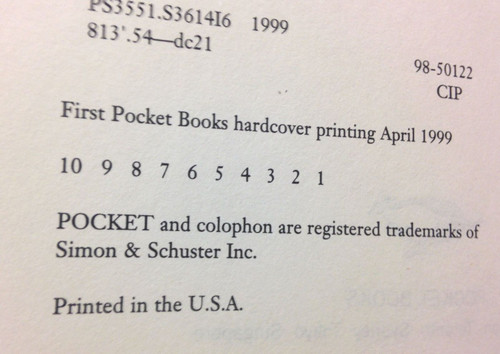 PS3551.S3614I6 1999
813'.54—dc21
98-50122
CIP
First Pocket Books hardcover printing April 1999
10 9 8 7 6 5 4 3 2 1
POCKET and colophon are registered trademarks of
Simon & Schuster Inc.
Printed in the U.S.A.